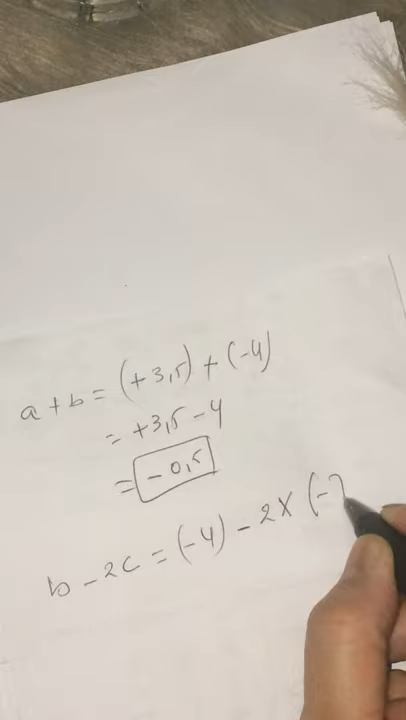 a + b = (+3,5) + (-4)
= +3,5 - 4
= -0,5
b - 2c = (-4) - 2 × (-